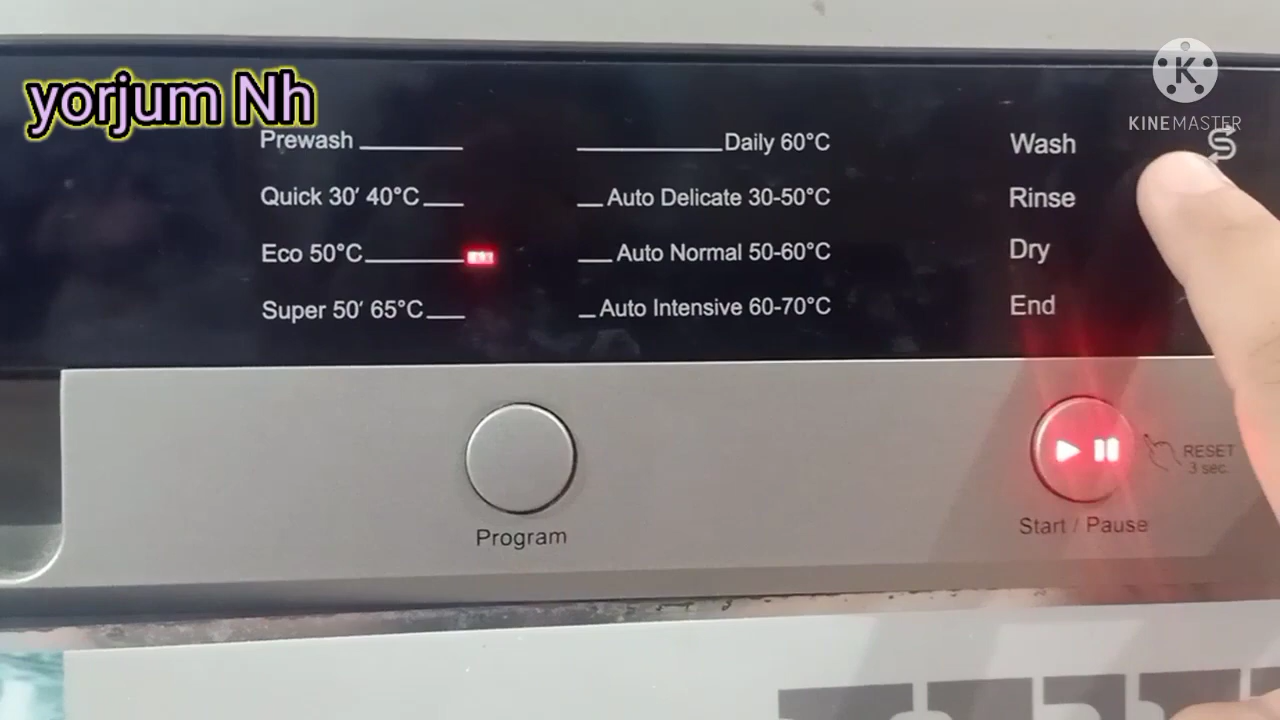 yorjum Nh
K
KINEMASTER
Prewash
Daily 60°C
Wash
Quick 30' 40°C
Auto Delicate 30-50°C
Rinse
Eco 50°C
Auto Normal 50-60°C
Dry
Super 50' 65°C
Auto Intensive 60-70°C
End
RESET
3 sec.
Program
Start / Pause